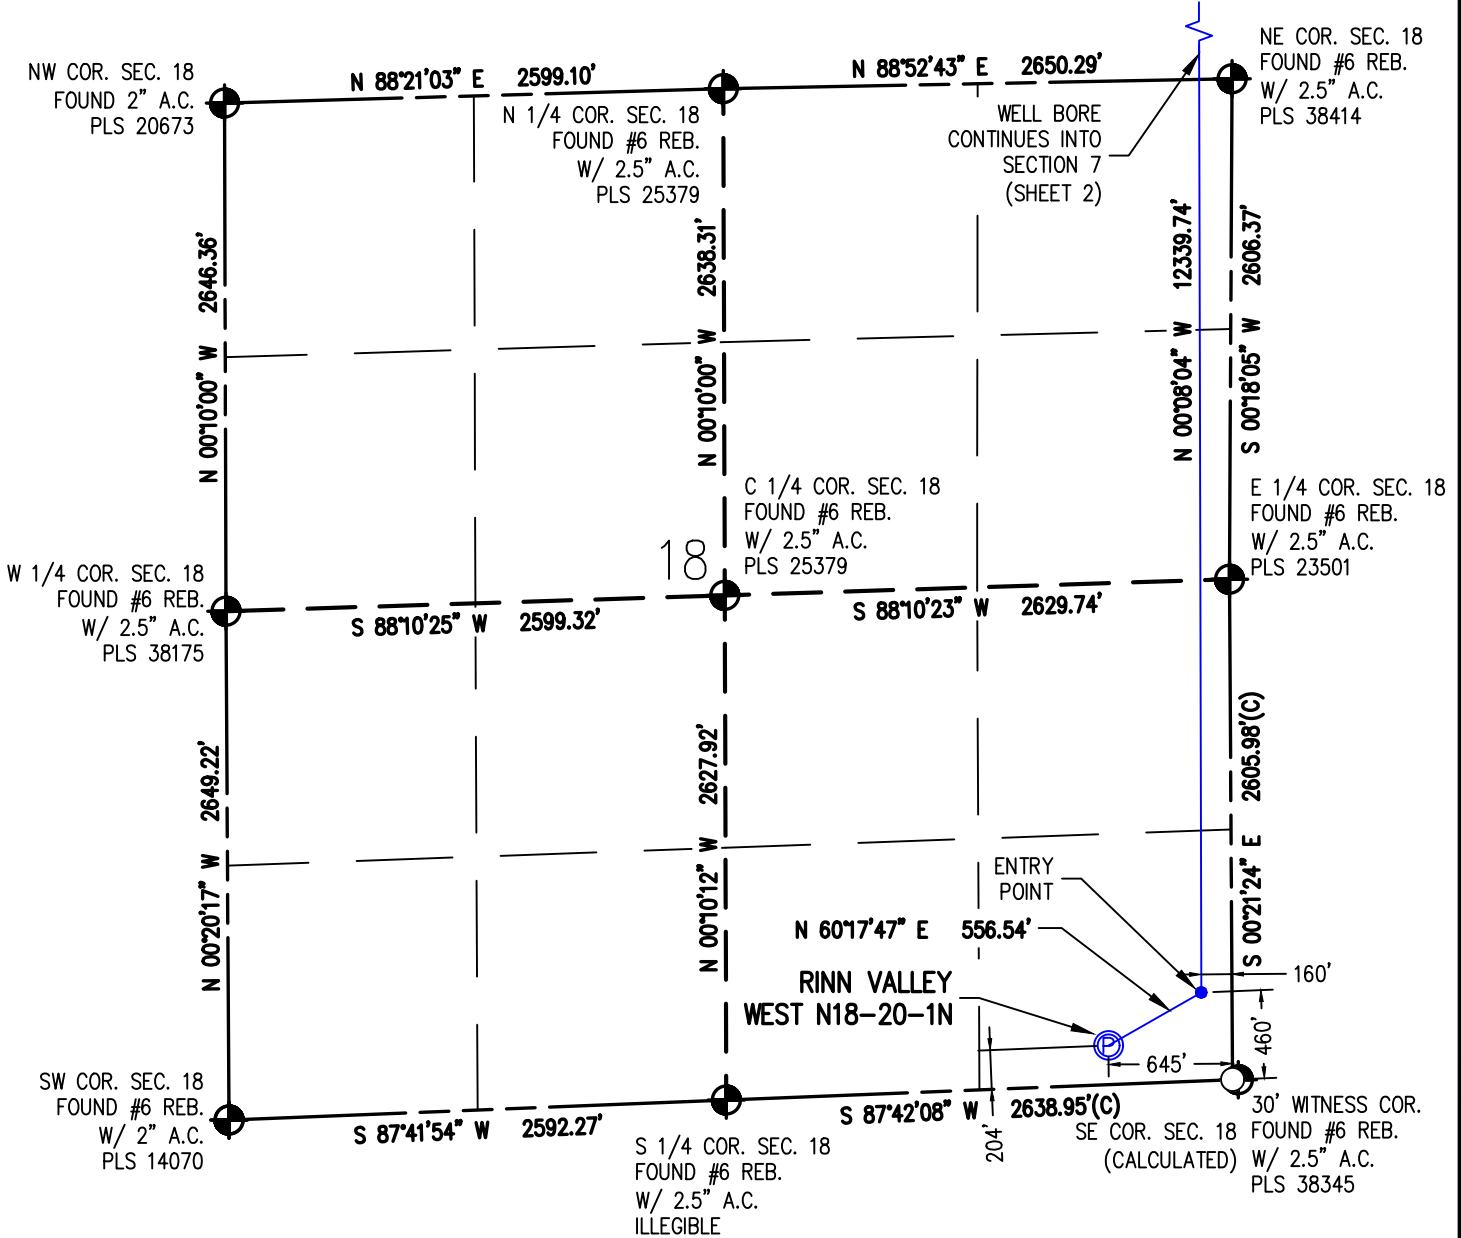 NW COR. SEC. 18
FOUND 2" A.C.
PLS 20673
N 88°21'03" E 2599.10'
N 1/4 COR. SEC. 18
FOUND #6 REB.
W/ 2.5" A.C.
PLS 25379
N 88°52'43" E 2650.29'
WELL BORE
CONTINUES INTO
SECTION 7
(SHEET 2)
NE COR. SEC. 18
FOUND #6 REB.
W/ 2.5" A.C.
PLS 38414
N 00°10'00" W 2646.36'
N 00°10'00" W 2638.31'
N 00°08'04" W 12339.74'
S 00°18'05" W 2606.37'
W 1/4 COR. SEC. 18
FOUND #6 REB.
W/ 2.5" A.C.
PLS 38175
18
C 1/4 COR. SEC. 18
FOUND #6 REB.
W/ 2.5" A.C.
PLS 25379
E 1/4 COR. SEC. 18
FOUND #6 REB.
W/ 2.5" A.C.
PLS 23501
S 88°10'25" W 2599.32'
S 88°10'23" W 2629.74'
N 00°20'17" W 2649.22'
N 00°10'12" W 2627.92'
S 00°21'24" E 2605.98'(C)
ENTRY
POINT
N 60°17'47" E 556.54'
RINN VALLEY
WEST N18-20-1N
P
160'
460'
645'
204'
SW COR. SEC. 18
FOUND #6 REB.
W/ 2" A.C.
PLS 14070
S 87°41'54" W 2592.27'
S 1/4 COR. SEC. 18
FOUND #6 REB.
W/ 2.5" A.C.
ILLEGIBLE
S 87°42'08" W 2638.95'(C)
SE COR. SEC. 18
(CALCULATED)
30' WITNESS COR.
FOUND #6 REB.
W/ 2.5" A.C.
PLS 38345